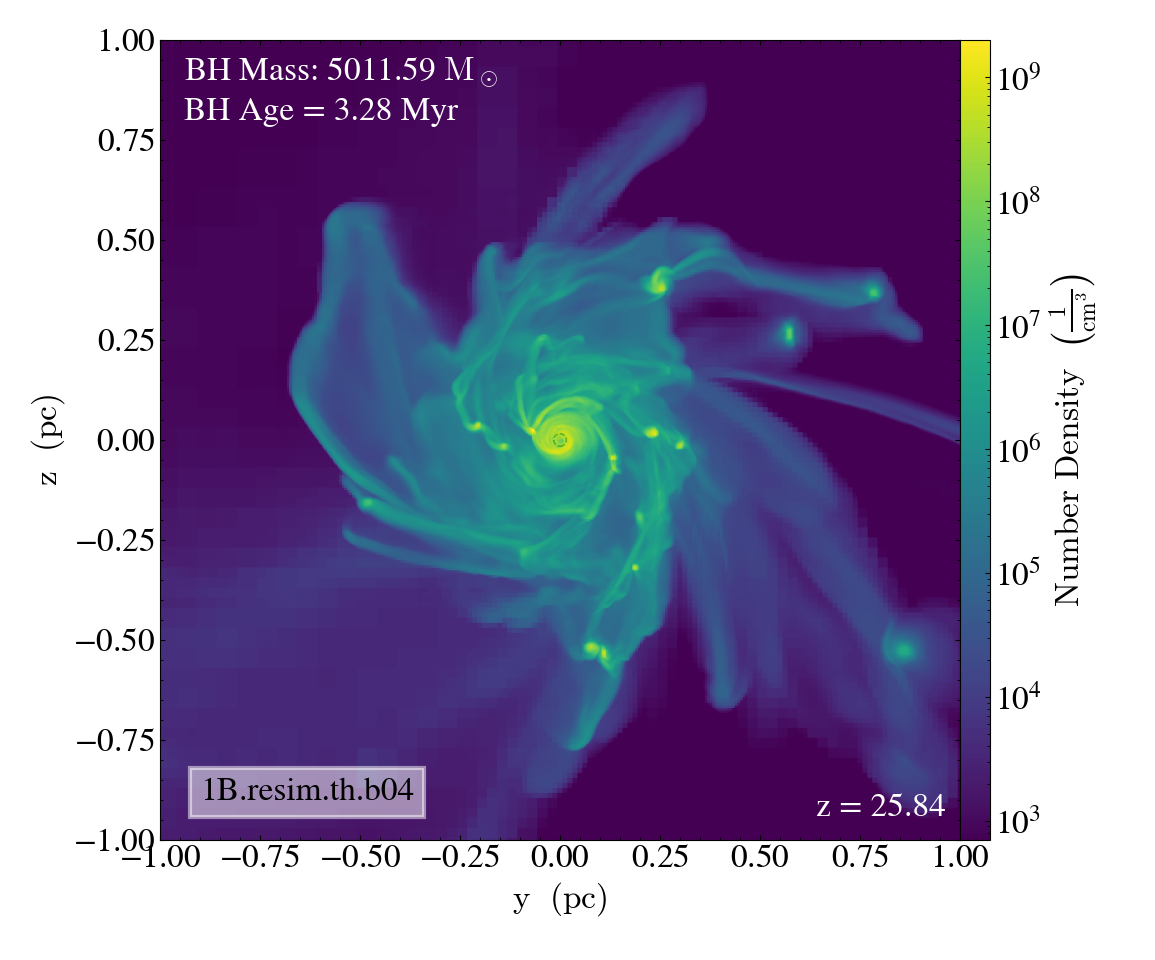 BH Mass: 5011.59 M⊙
BH Age = 3.28 Myr
1B.resim.th.b04
z = 25.84
1.00
0.75
0.50
0.25
0.00
−0.25
−0.50
−0.75
−1.00
z (pc)
−1.00 −0.75 −0.50 −0.25 0.00 0.25 0.50 0.75 1.00
y (pc)
10⁹
10⁸
10⁷
10⁶
10⁵
10⁴
10³
Number Density (1/cm³)